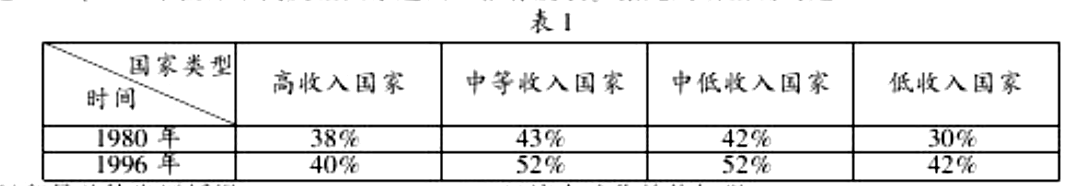 表 1
国家类型
时间
高收入国家 中等收入国家 中低收入国家 低收入国家
1980 年 38% 43% 42% 30%
1996 年 40% 52% 52% 42%